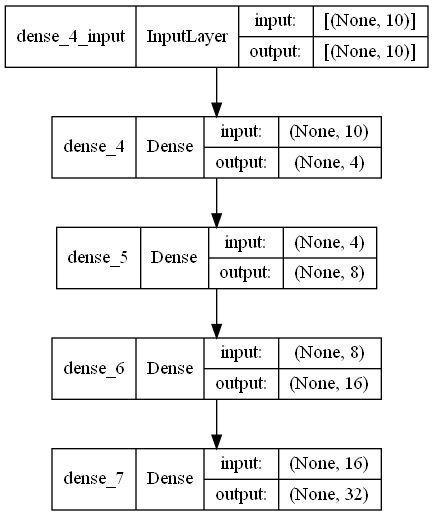 dense_4_input InputLayer input: [(None, 10)]
output: [(None, 10)]
dense_4 Dense input: (None, 10)
output: (None, 4)
dense_5 Dense input: (None, 4)
output: (None, 8)
dense_6 Dense input: (None, 8)
output: (None, 16)
dense_7 Dense input: (None, 16)
output: (None, 32)